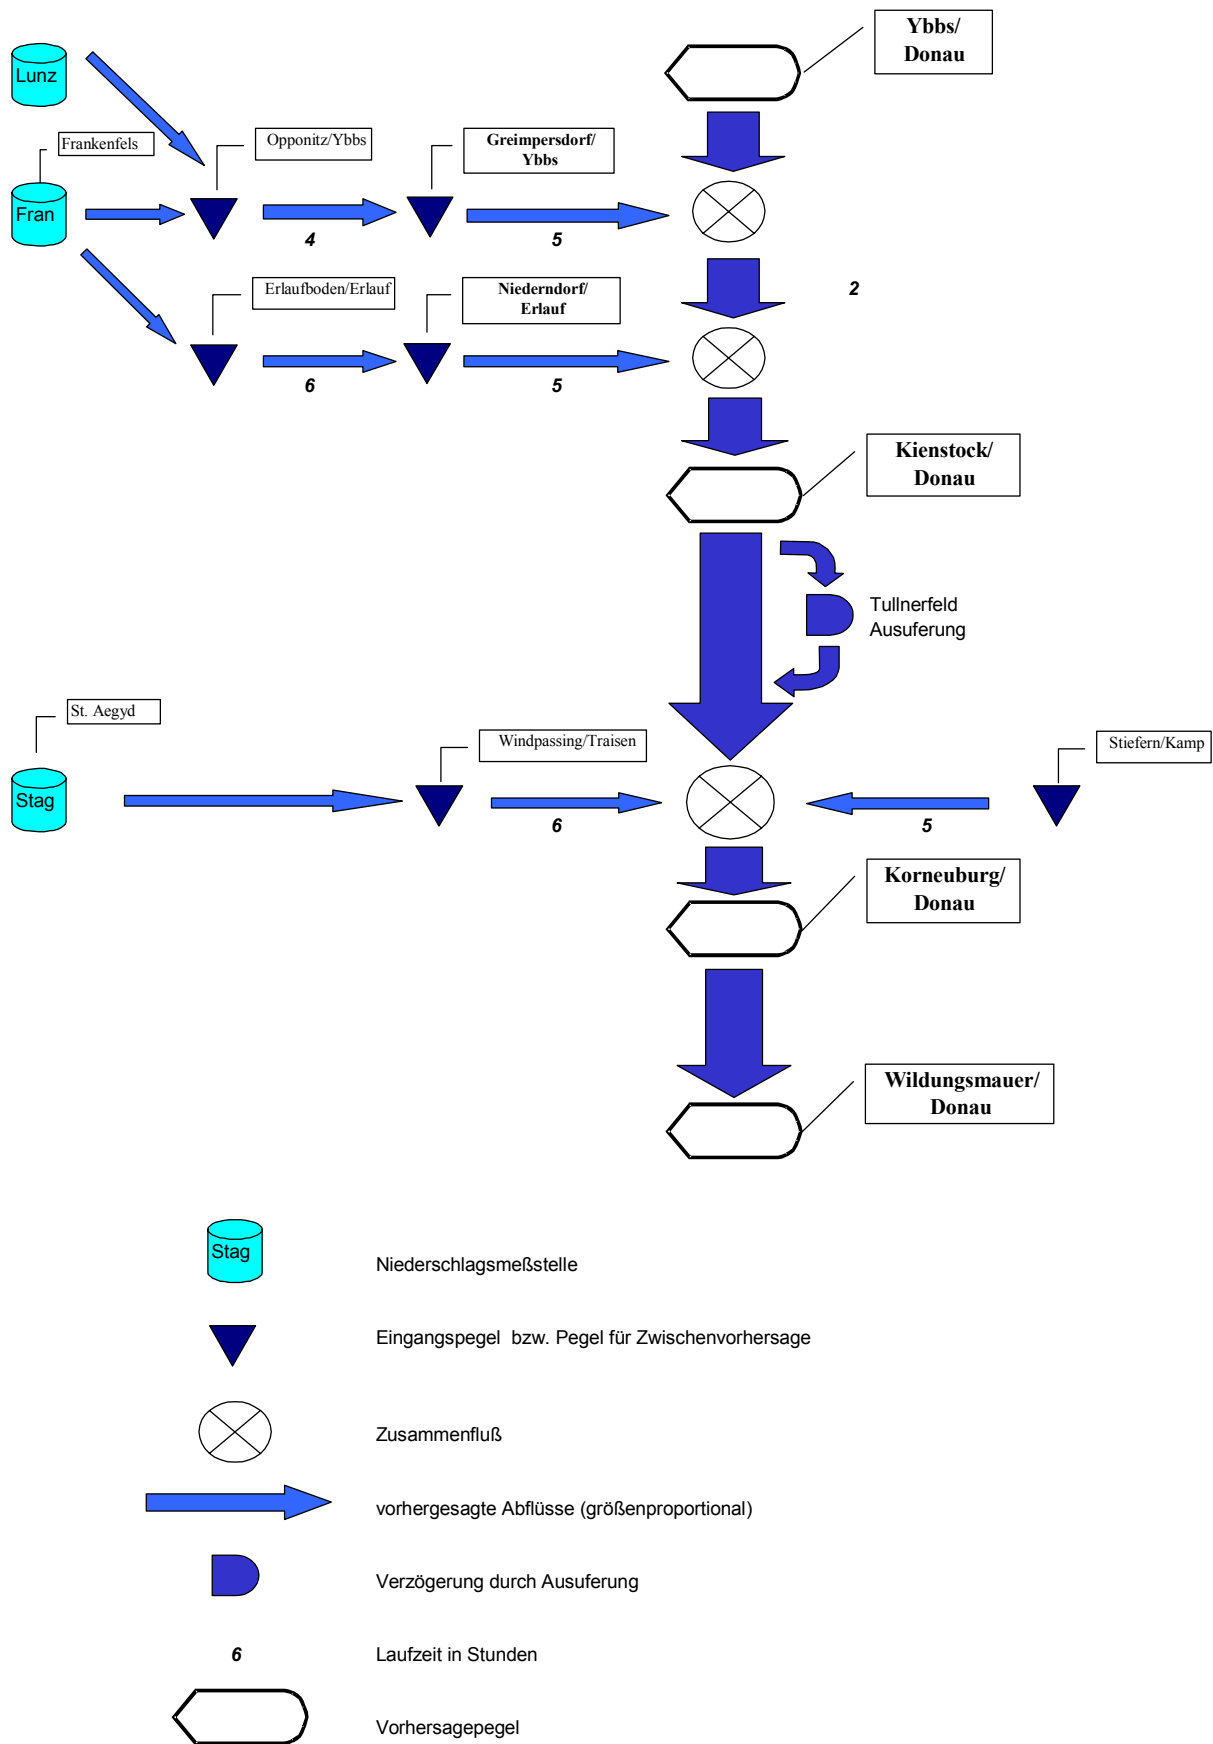 Ybbs/
Donau
Lunz
Frankenfels
Opponitz/Ybbs
Greimpersdorf/
Ybbs
Fran
4
5
Erlaufboden/Erlauf
Niederndorf/
Erlauf
2
6
5
Kienstock/
Donau
Tullnerfeld
Ausuferung
St. Aegyd
Windpassing/Traisen
Stiefern/Kamp
Stag
6
5
Korneuburg/
Donau
Wildungsmauer/
Donau
Stag
Niederschlagsmeßstelle
Eingangspegel bzw. Pegel für Zwischenvorhersage
Zusammenfluß
vorhergesagte Abflüsse (größenproportional)
Verzögerung durch Ausuferung
6
Laufzeit in Stunden
Vorhersagepegel